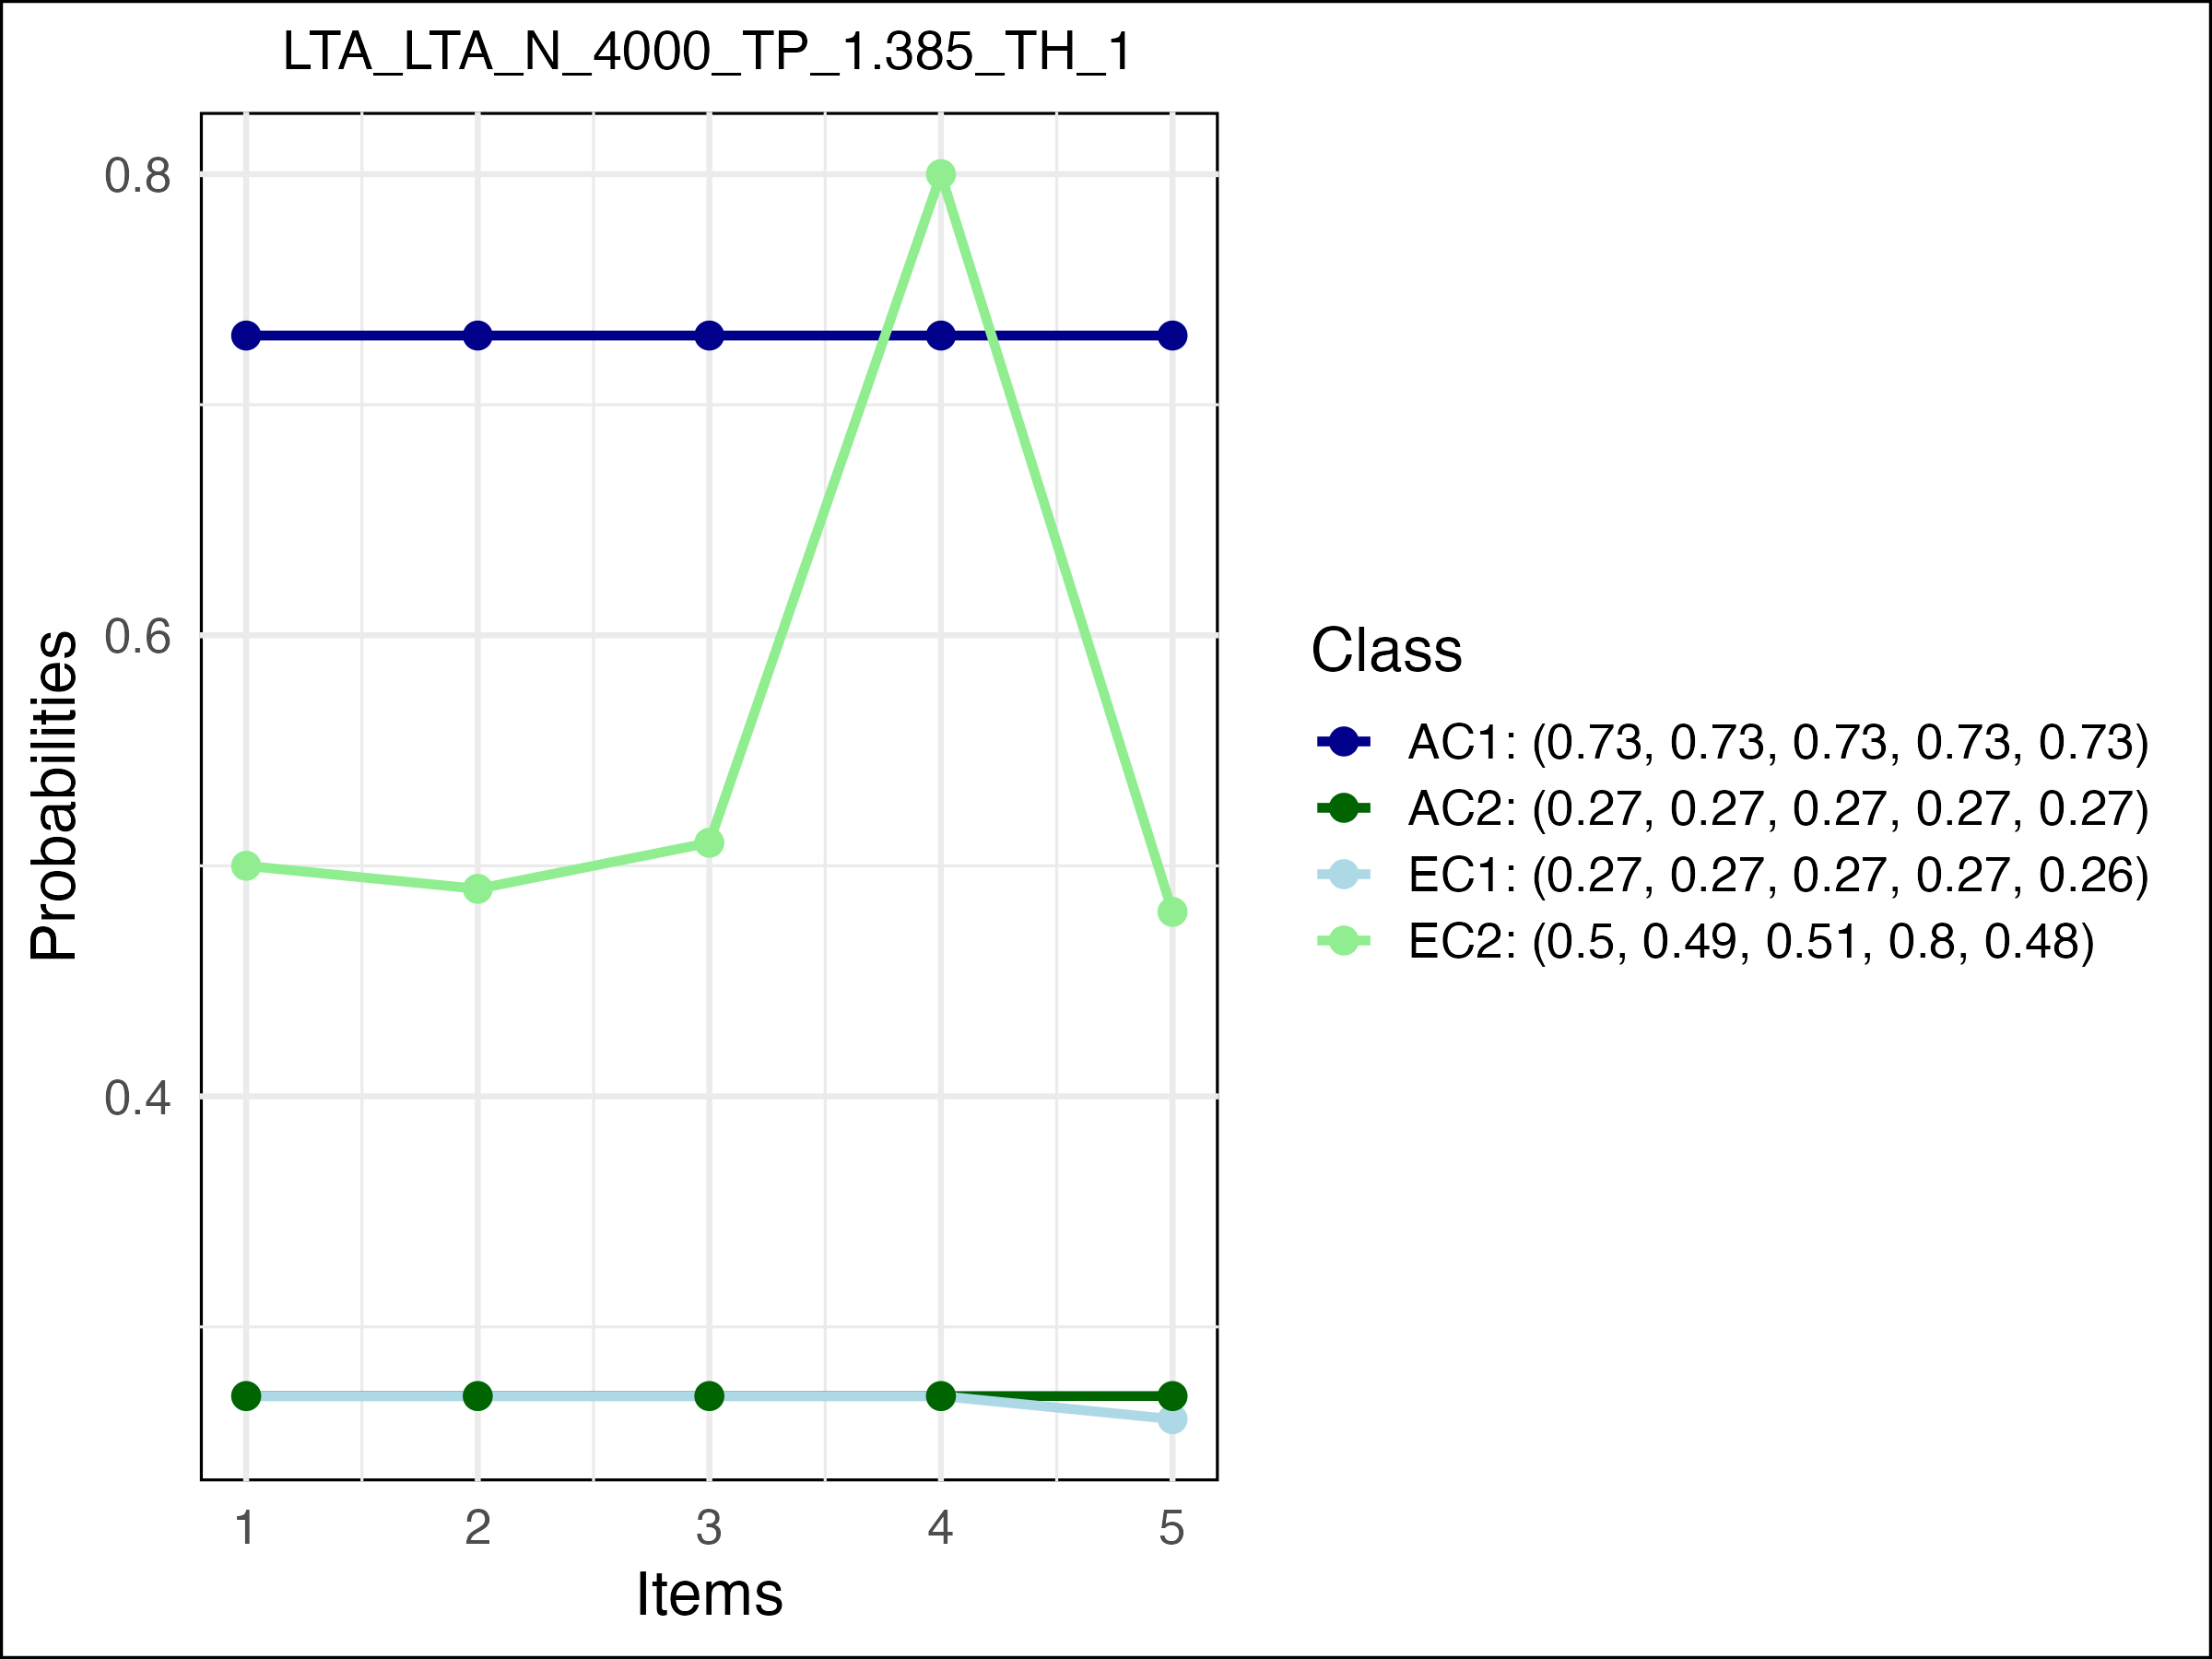 LTA_LTA_N_4000_TP_1.385_TH_1
0.8
0.6
0.4
Probabilities
1 2 3 4 5
Items
Class
AC1: (0.73, 0.73, 0.73, 0.73, 0.73)
AC2: (0.27, 0.27, 0.27, 0.27, 0.27)
EC1: (0.27, 0.27, 0.27, 0.27, 0.26)
EC2: (0.5, 0.49, 0.51, 0.8, 0.48)